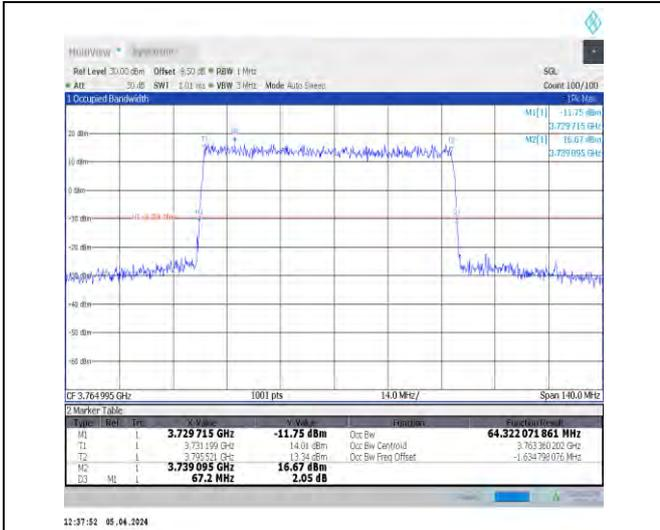 MultiView Spectrum
Ref Level 30.00 dBm Offset 8.50 dB RBW 1 MHz SGL
Att 30 dB SWT 1.01 ms VBW 3 MHz Mode Auto Sweep Count 100/100
1 Occupied Bandwidth 1Pk Max
M1[1] -11.75 dBm
3.729 715 GHz
M2[1] 16.67 dBm
3.739 095 GHz
20 dBm
T1
T2
10 dBm
0 dBm
-10 dBm
-20 dBm
-30 dBm
-40 dBm
-50 dBm
-60 dBm
CF 3.764 995 GHz 1001 pts 14.0 MHz/ Span 140.0 MHz
2 Marker Table
Type Ref Trc X-Value Y-Value Function Function Result
M1 1 3.729 715 GHz -11.75 dBm Occ Bw 64.322 071 861 MHz
T1 1 3.731 199 GHz 14.01 dBm Occ Bw Centroid 3.763 360 202 GHz
T2 1 3.795 521 GHz 13.34 dBm Occ Bw Freq Offset -1.634 798 076 MHz
M2 1 3.739 095 GHz 16.67 dBm
D3 M1 1 67.2 MHz 2.05 dB
12:37:52 05.04.2024